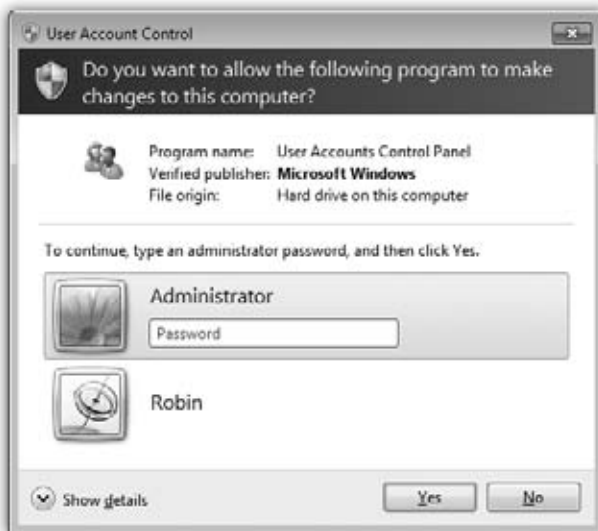 User Account Control
Do you want to allow the following program to make
changes to this computer?
Program name: User Accounts Control Panel
Verified publisher: Microsoft Windows
File origin: Hard drive on this computer
To continue, type an administrator password, and then click Yes.
Administrator
Password
Robin
Show details
Yes
No